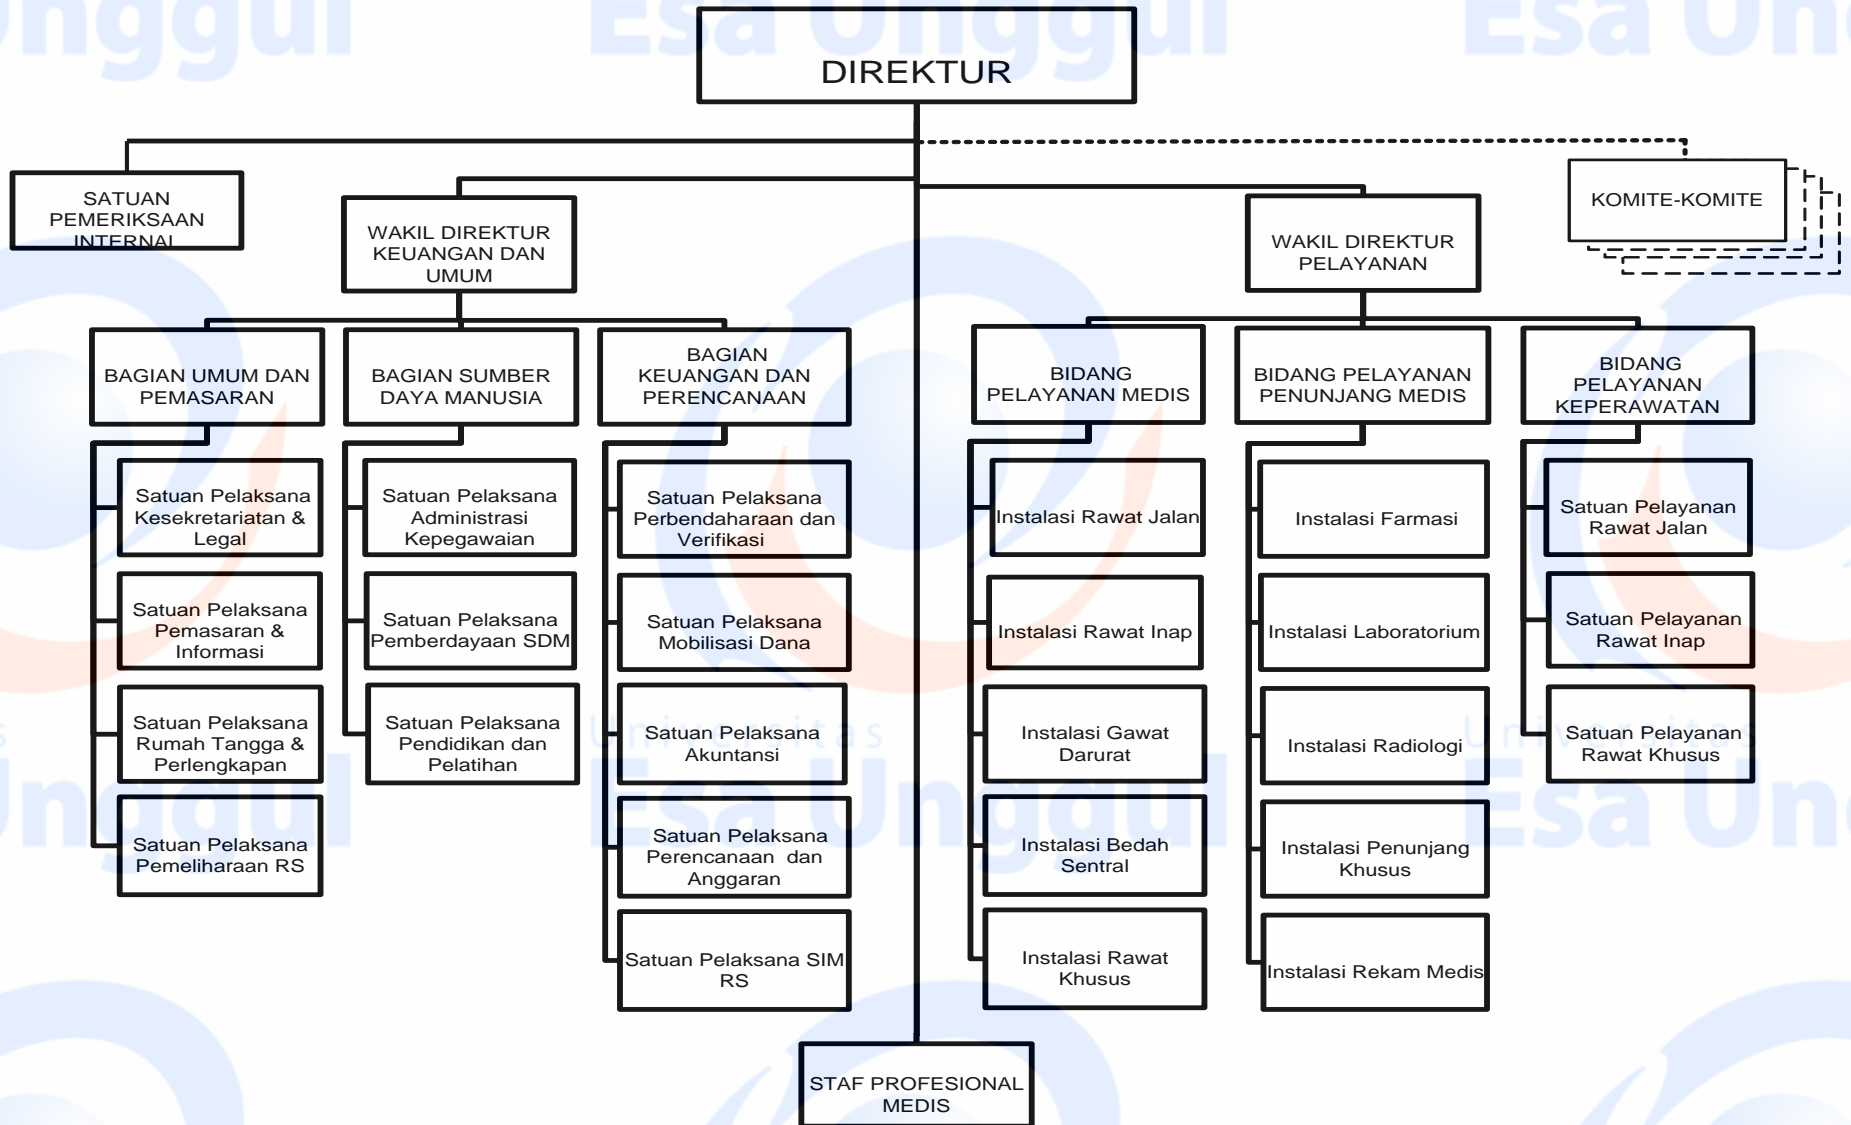 DIREKTUR
SATUAN
PEMERIKSAAN
INTERNAL
WAKIL DIREKTUR
KEUANGAN DAN
UMUM
WAKIL DIREKTUR
PELAYANAN
KOMITE-KOMITE
BAGIAN UMUM DAN
PEMASARAN
BAGIAN SUMBER
DAYA MANUSIA
BAGIAN
KEUANGAN DAN
PERENCANAAN
BIDANG
PELAYANAN MEDIS
BIDANG PELAYANAN
PENUNJANG MEDIS
BIDANG
PELAYANAN
KEPERAWATAN
Satuan Pelaksana
Kesekretariatan &
Legal
Satuan Pelaksana
Pemasaran &
Informasi
Satuan Pelaksana
Rumah Tangga &
Perlengkapan
Satuan Pelaksana
Pemeliharaan RS
Satuan Pelaksana
Administrasi
Kepegawaian
Satuan Pelaksana
Pemberdayaan SDM
Satuan Pelaksana
Pendidikan dan
Pelatihan
Satuan Pelaksana
Perbendaharaan dan
Verifikasi
Satuan Pelaksana
Mobilisasi Dana
Satuan Pelaksana
Akuntansi
Satuan Pelaksana
Perencanaan dan
Anggaran
Satuan Pelaksana SIM
RS
Instalasi Rawat Jalan
Instalasi Rawat Inap
Instalasi Gawat
Darurat
Instalasi Bedah
Sentral
Instalasi Rawat
Khusus
Instalasi Farmasi
Instalasi Laboratorium
Instalasi Radiologi
Instalasi Penunjang
Khusus
Instalasi Rekam Medis
Satuan Pelayanan
Rawat Jalan
Satuan Pelayanan
Rawat Inap
Satuan Pelayanan
Rawat Khusus
STAF PROFESIONAL
MEDIS
Esa Unggul
Universitas
Esa Unggul
Universitas